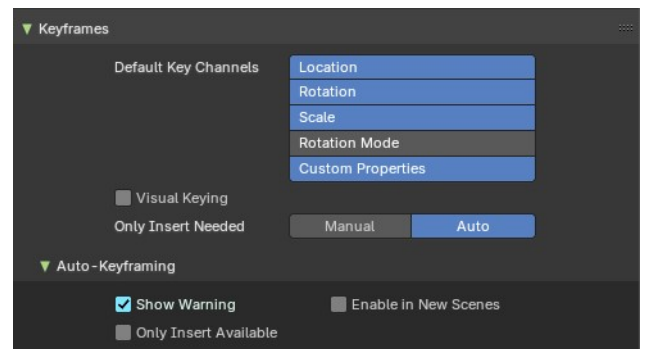 Keyframes
Default Key Channels Location
Rotation
Scale
Rotation Mode
Custom Properties
Visual Keying
Only Insert Needed Manual Auto
Auto-Keyframing
Show Warning Enable in New Scenes
Only Insert Available